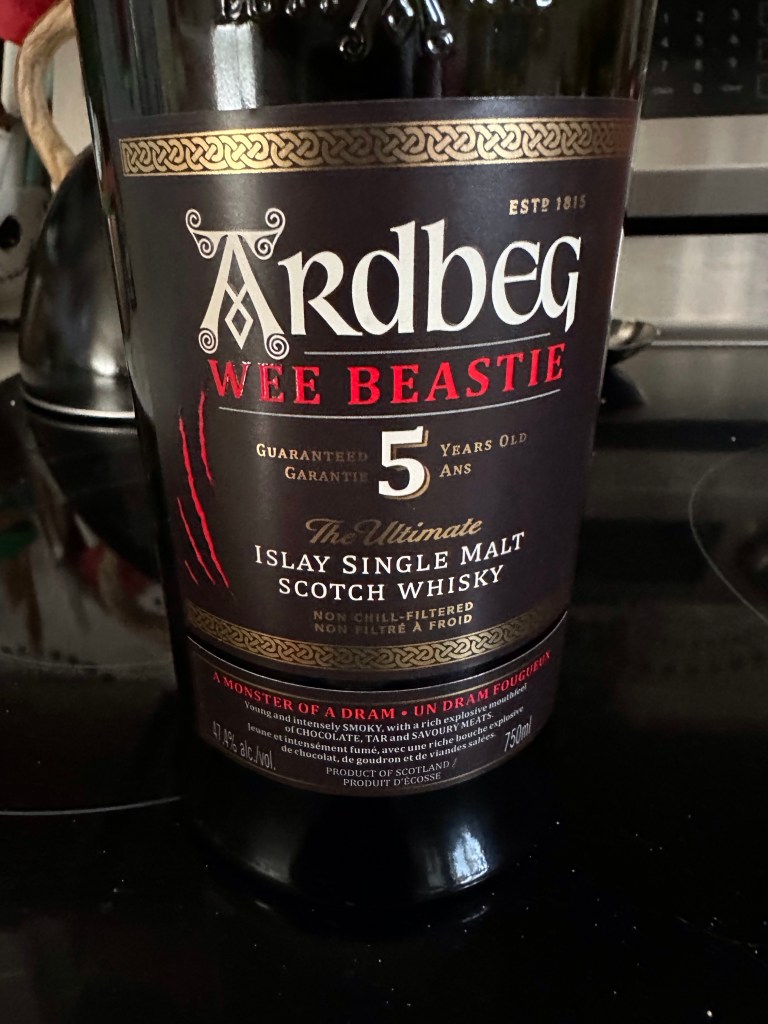 ESTD 1815
ARDBEG
WEE BEASTIE
GUARANTEED 5 YEARS OLD
GARANTIE ANS
The Ultimate
ISLAY SINGLE MALT
SCOTCH WHISKY
NON CHILL-FILTERED
NON FILTRÉ À FROID
A MONSTER OF A DRAM • UN DRAM FOUGUEUX
Young and intensely SMOKY, with a rich explosive mouthfeel
of CHOCOLATE, TAR and SAVOURY MEATS.
Jeune et intensément fumé, avec une riche bouche explosive
de chocolat, de goudron et de viandes salées.
47.4% alc./vol.
750ml
PRODUCT OF SCOTLAND /
PRODUIT D'ÉCOSSE